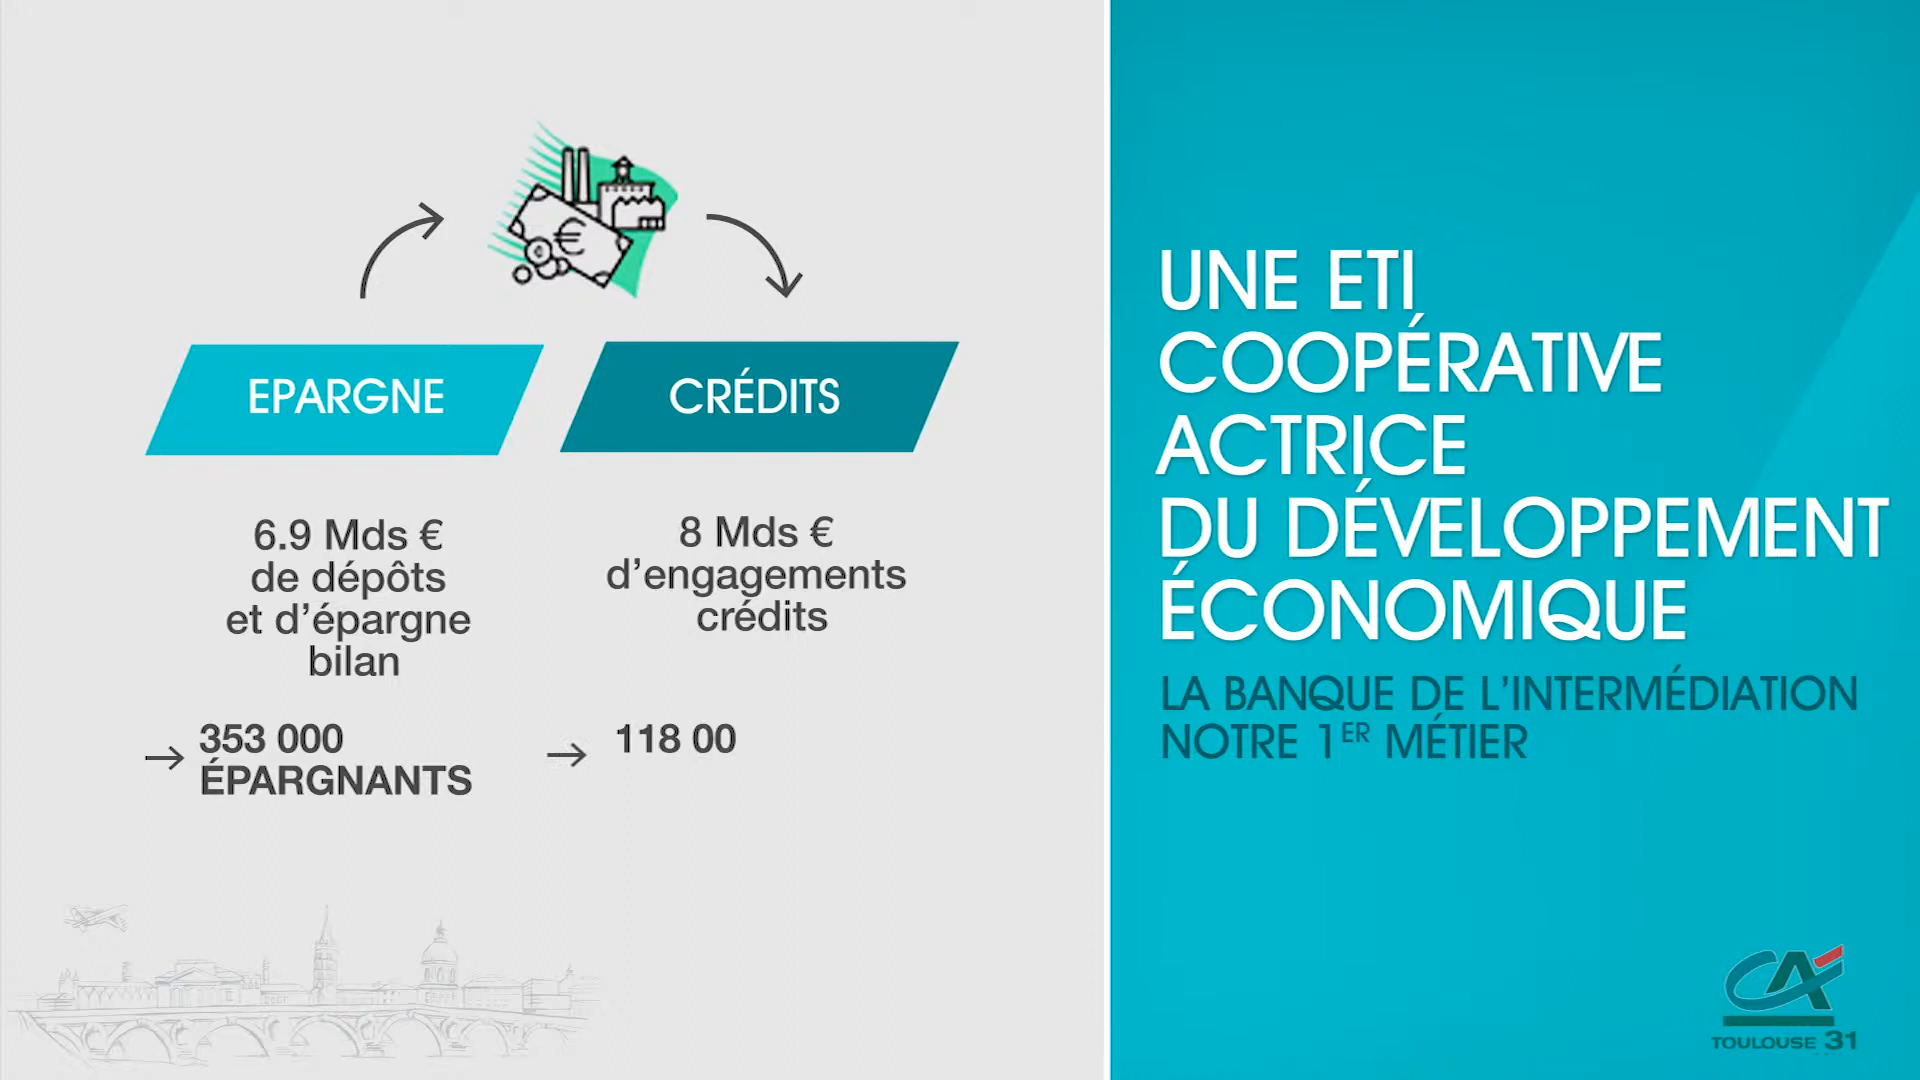 EPARGNE
6.9 Mds €
de dépôts
et d’épargne
bilan
353 000
ÉPARGNANTS
CRÉDITS
8 Mds €
d’engagements
crédits
118 00
UNE ETI
COOPÉRATIVE
ACTRICE
DU DÉVELOPPEMENT
ÉCONOMIQUE
LA BANQUE DE L’INTERMÉDIATION
NOTRE 1ER MÉTIER
CA
TOULOUSE 31